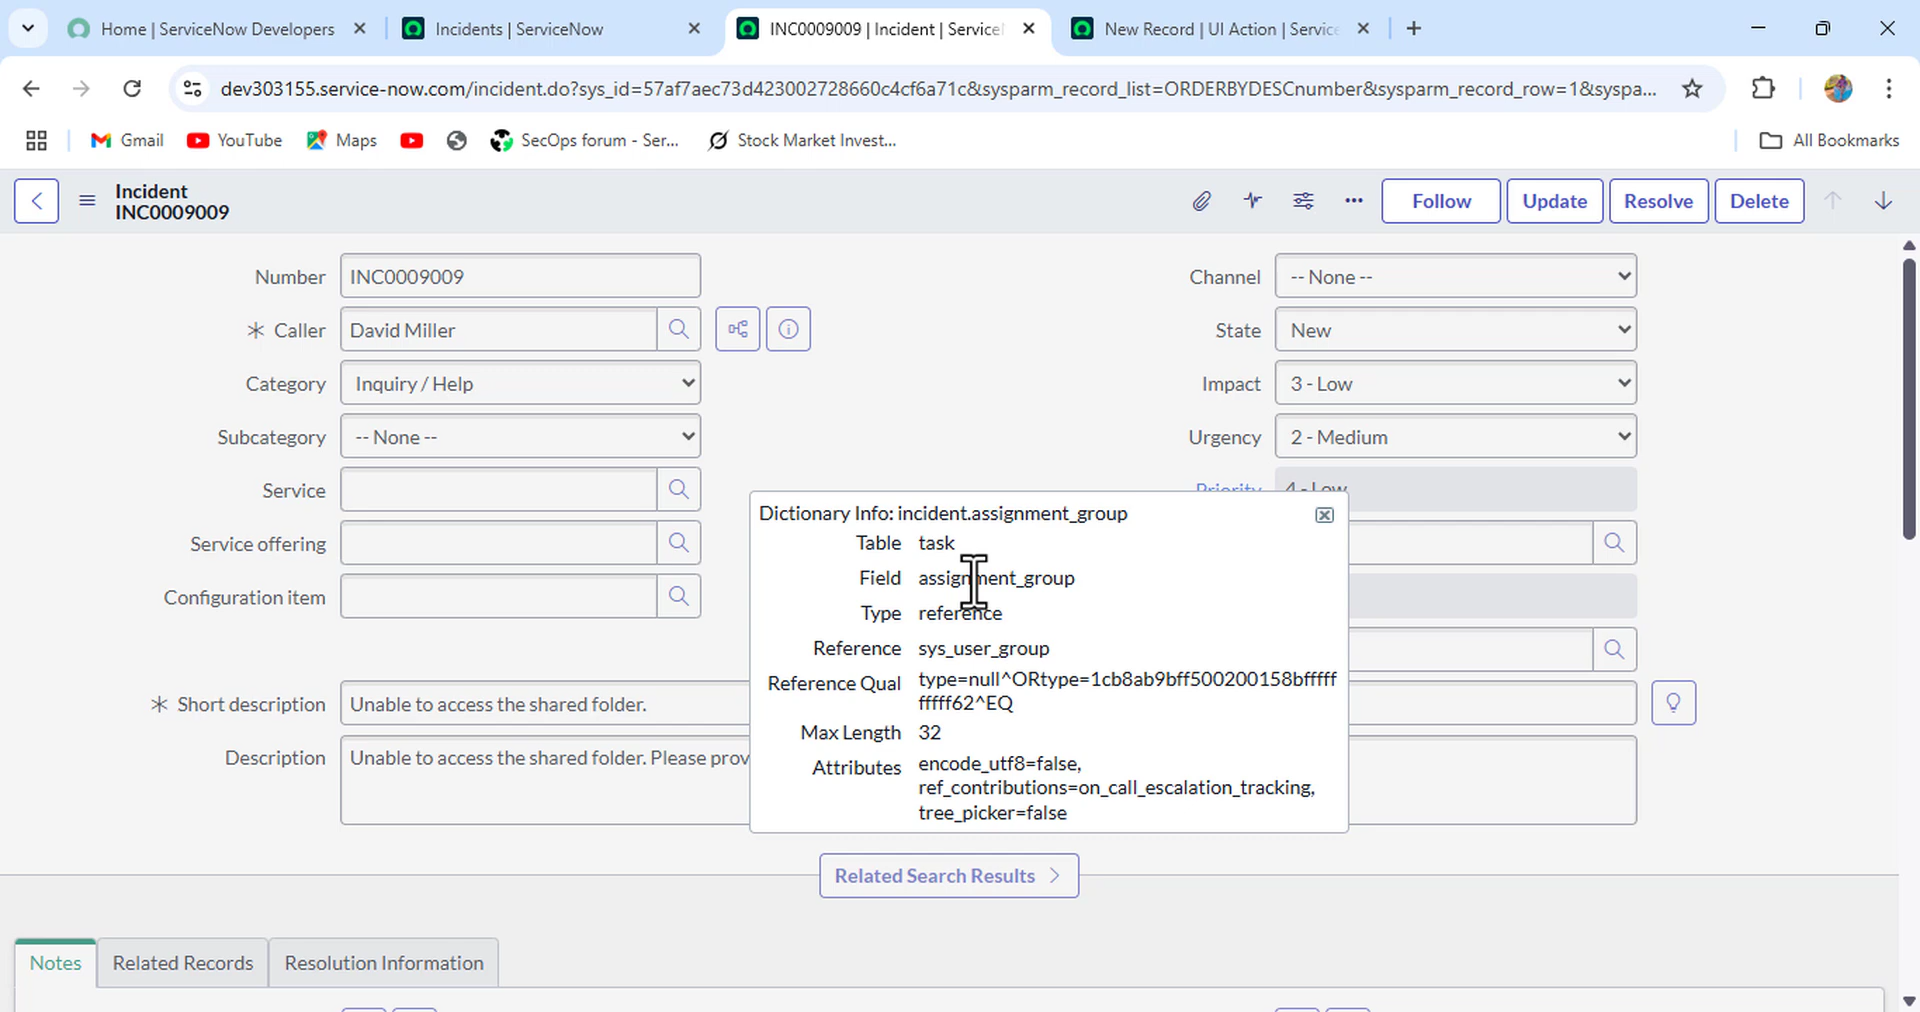 Home | ServiceNow Developers
Incidents | ServiceNow
INC0009009 | Incident | Service
New Record | UI Action | Servic
dev303155.service-now.com/incident.do?sys_id=57af7aec73d423002728660c4cf6a71c&sysparm_record_list=ORDERBYDESCnumber&sysparm_record_row=1&syspa...
Gmail
YouTube
Maps
SecOps forum - Ser...
Stock Market Invest...
All Bookmarks
Incident
INC0009009
Follow
Update
Resolve
Delete
Number INC0009009
Channel -- None --
Caller David Miller
State New
Category Inquiry / Help
Impact 3 - Low
Subcategory -- None --
Urgency 2 - Medium
Service
Priority 4 - Low
Service offering
Configuration item
Dictionary Info: incident.assignment_group
Table task
Field assignment_group
Type reference
Reference sys_user_group
Reference Qual type=null^ORtype=1cb8ab9bff500200158bfffff
fffff62^EQ
Max Length 32
Attributes encode_utf8=false,
ref_contributions=on_call_escalation_tracking,
tree_picker=false
Short description Unable to access the shared folder.
Description Unable to access the shared folder. Please prov
Related Search Results
Notes
Related Records
Resolution Information